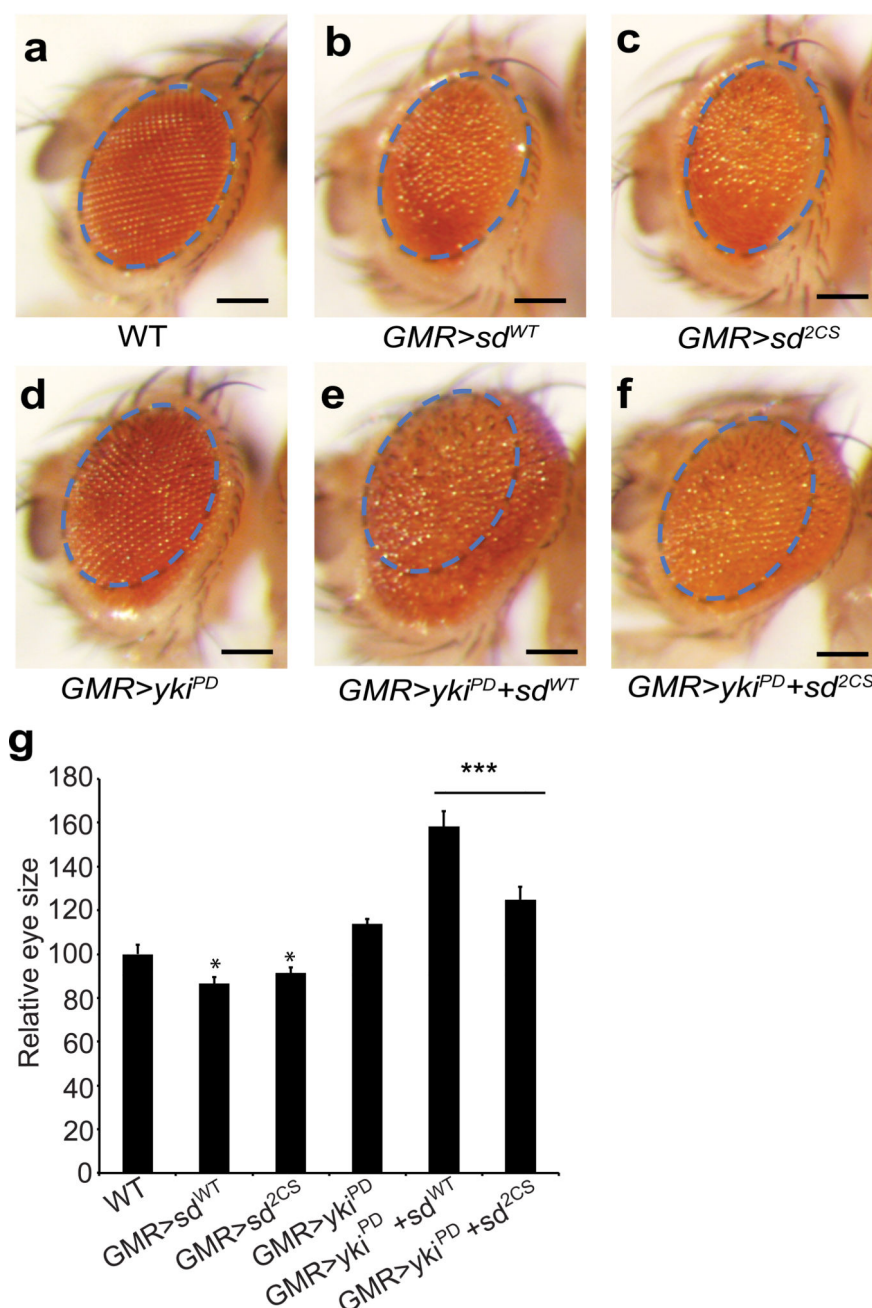 a b c
WT GMR>sd^WT GMR>sd^2CS
d e f
GMR>yki^PD GMR>yki^PD+sd^WT GMR>yki^PD+sd^2CS
g
***
180
160
140
120
100
80
60
40
20
0
Relative eye size
* *
WT
GMR>sd^WT
GMR>sd^2CS
GMR>yki^PD
GMR>yki^PD +sd^WT
GMR>yki^PD +sd^2CS